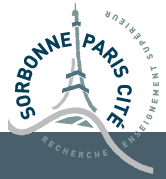 SORBONNE PARIS CITÉ
RECHERCHE ENSEIGNEMENT SUPÉRIEUR